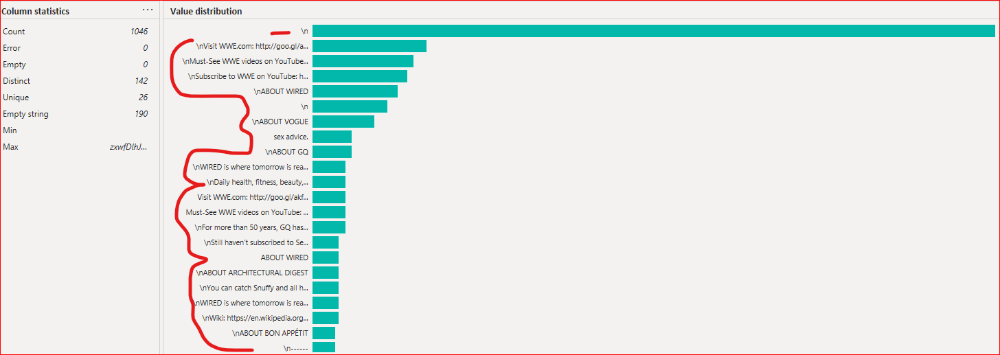 Column statistics ...
Count 1046
Error 0
Empty 0
Distinct 142
Unique 26
Empty string 190
Min
Max zxwfDlhJ...
Value distribution
\n
\nVisit WWE.com: http://goo.gl/a...
\nMust-See WWE videos on YouTube...
\nSubscribe to WWE on YouTube: h...
\nABOUT WIRED
\n
\nABOUT VOGUE
sex advice.
\nABOUT GQ
\nWIRED is where tomorrow is rea...
\nDaily health, fitness, beauty,...
Visit WWE.com: http://goo.gl/akf...
Must-See WWE videos on YouTube: ...
\nFor more than 50 years, GQ has...
\nStill haven't subscribed to Se...
ABOUT WIRED
\nABOUT ARCHITECTURAL DIGEST
\nYou can catch Snuffy and all h...
\nWIRED is where tomorrow is rea...
\nWiki: https://en.wikipedia.org...
\nABOUT BON APPÉTIT
\n------